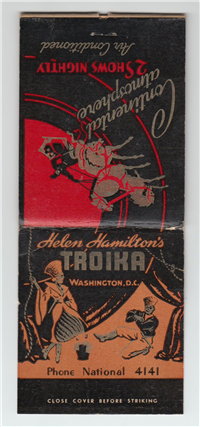 Continental
atmosphere
2 SHOWS NIGHTLY
Air Conditioned
Helen Hamilton's
TROIKA
WASHINGTON, D.C.
Phone National 4141
CLOSE COVER BEFORE STRIKING